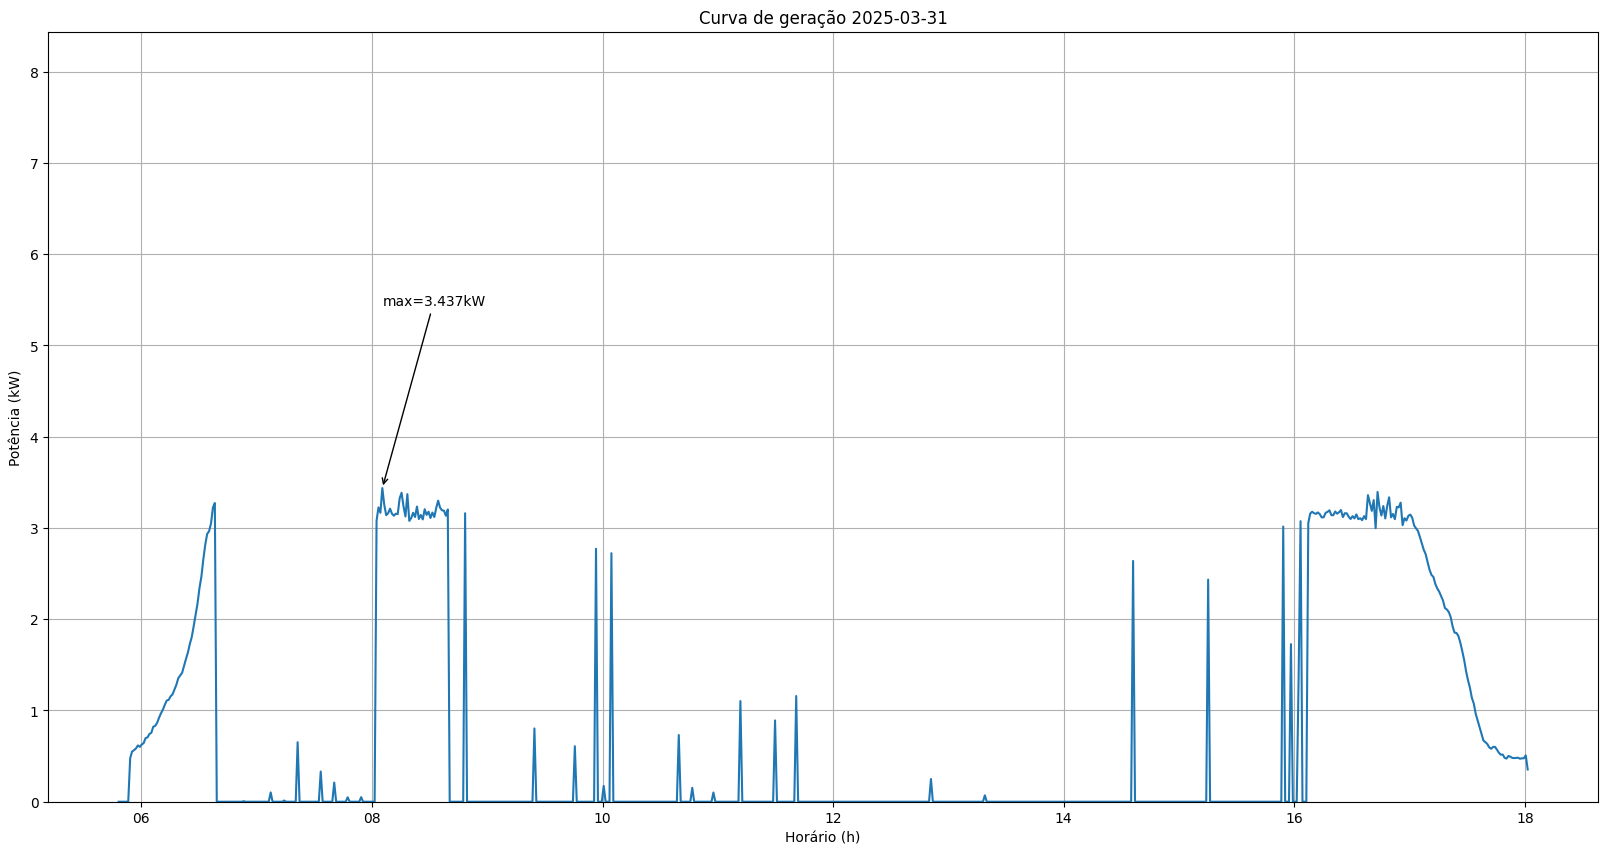 Curva de geração 2025-03-31
8
7
6
max=3.437kW
5
4
3
2
1
0
Potência (kW)
06 08 10 12 14 16 18
Horário (h)